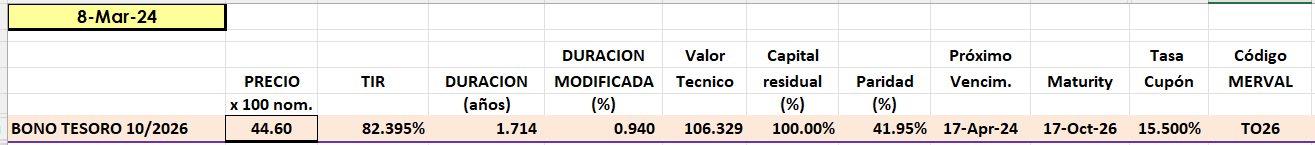 8-Mar-24
DURACION Valor Capital Próximo Tasa Código
PRECIO TIR DURACION MODIFICADA Tecnico residual Paridad Vencim. Maturity Cupón MERVAL
x 100 nom. (años) (%) (%) (%)
BONO TESORO 10/2026 44.60 82.395% 1.714 0.940 106.329 100.00% 41.95% 17-Apr-24 17-Oct-26 15.500% TO26